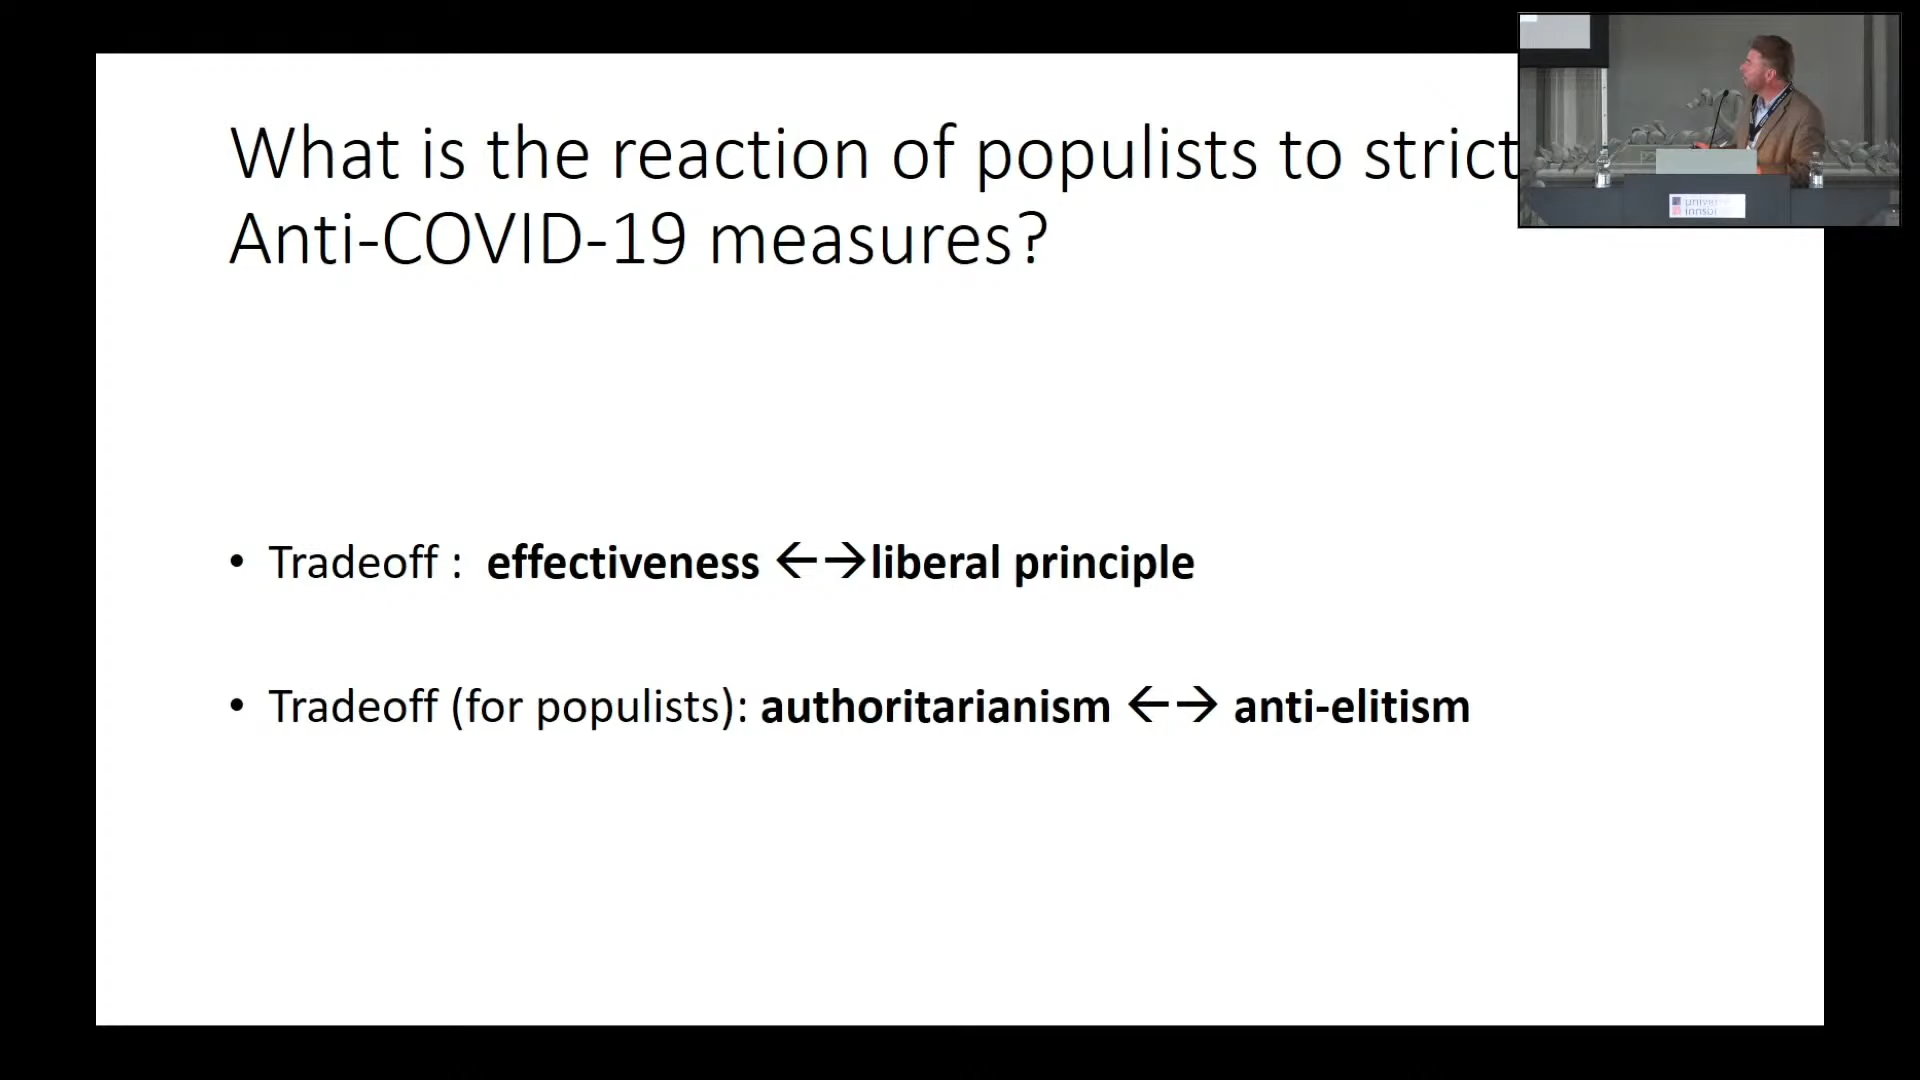 What is the reaction of populists to strict
Anti-COVID-19 measures?
• Tradeoff : effectiveness ←→liberal principle
• Tradeoff (for populists): authoritarianism ←→ anti-elitism